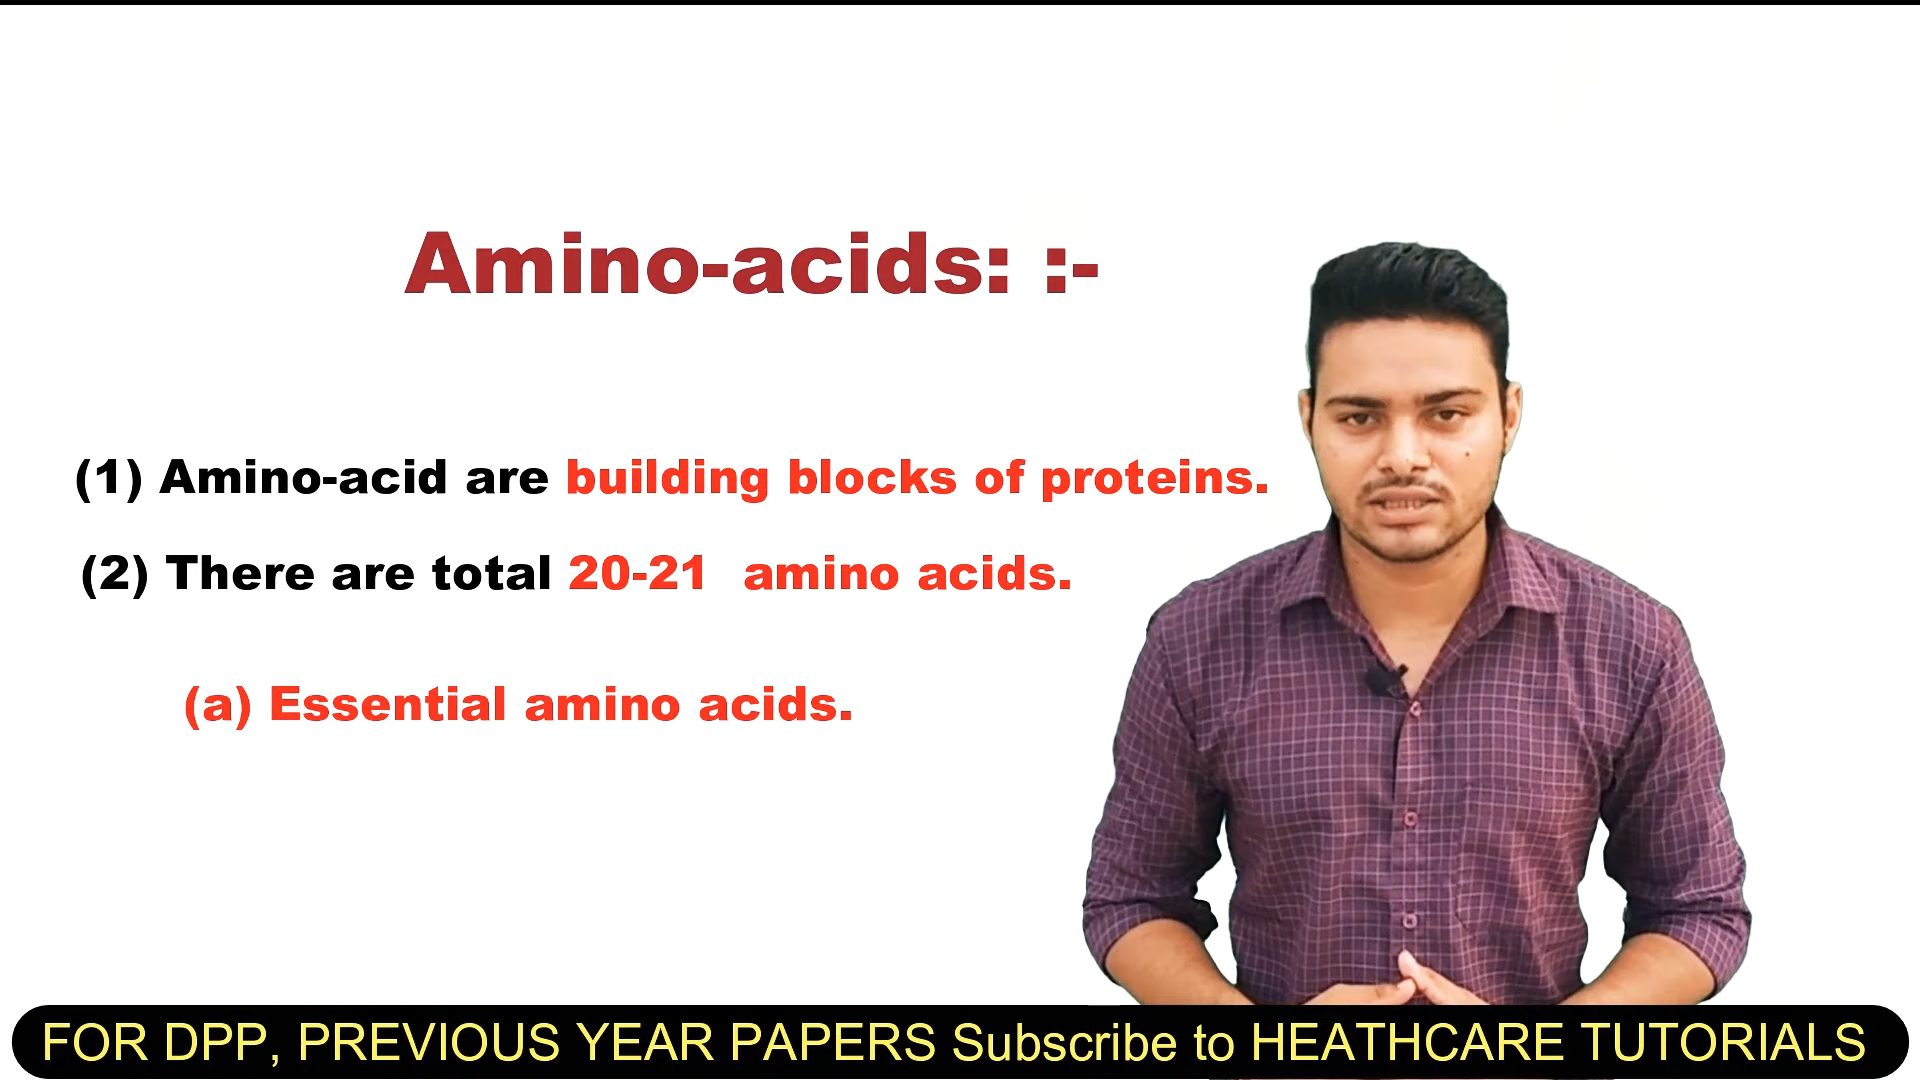 Amino-acids: :-
(1) Amino-acid are building blocks of proteins.
(2) There are total 20-21 amino acids.
(a) Essential amino acids.
FOR DPP, PREVIOUS YEAR PAPERS Subscribe to HEATHCARE TUTORIALS